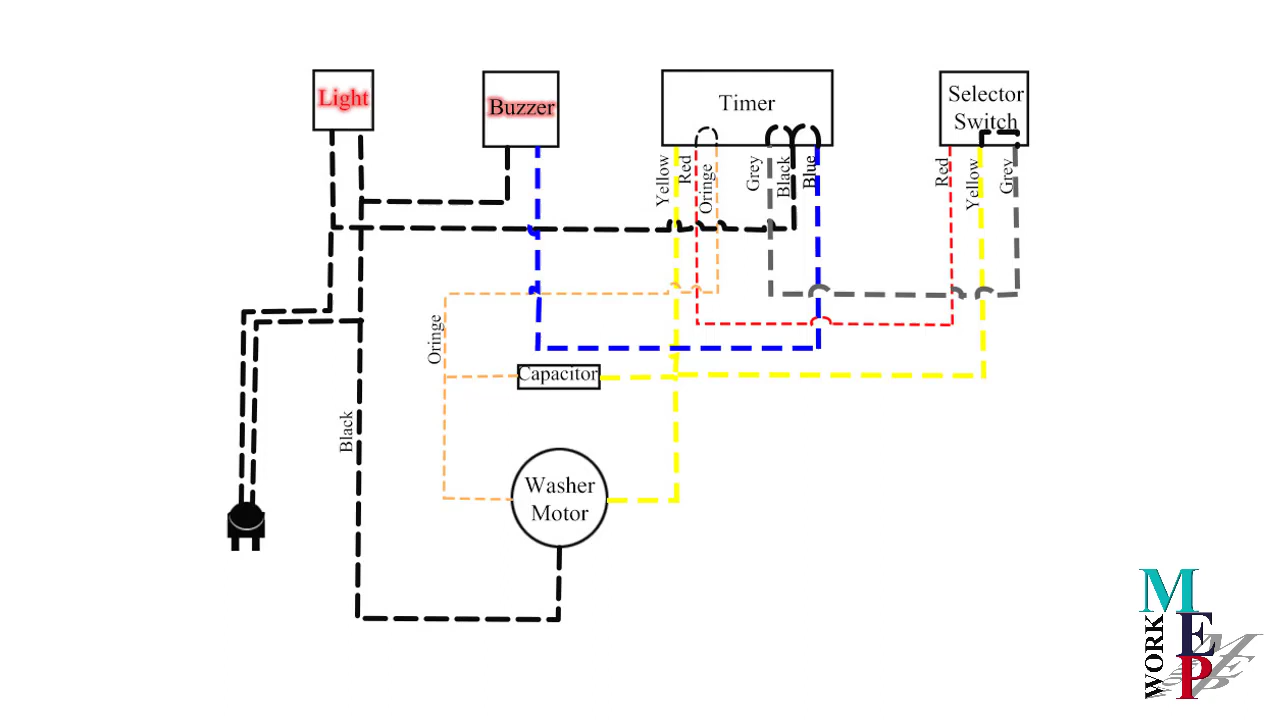 Light
Buzzer
Timer
Selector
Switch
Yellow
Red
Oringe
Grey
Black
Blue
Red
Yellow
Grey
Oringe
Capacitor
Black
Washer
Motor
MEP
WORK